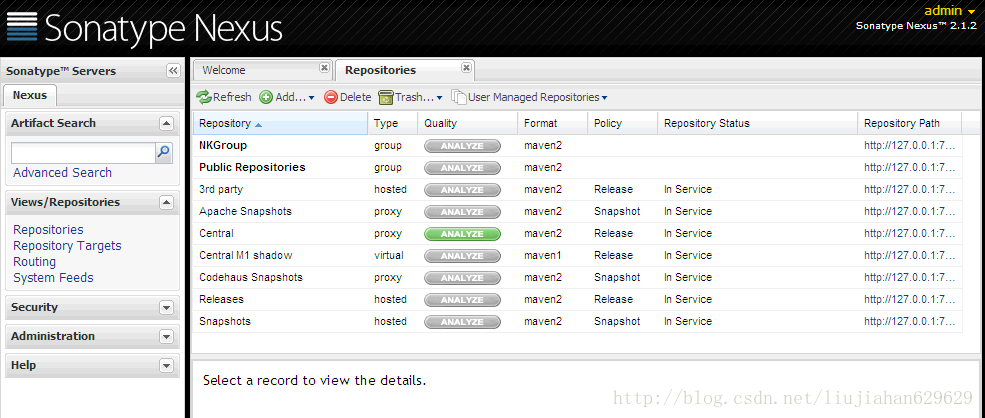 Sonatype Nexus
admin
Sonatype Nexus™ 2.1.2
Sonatype™ Servers
Nexus
Artifact Search
Advanced Search
Views/Repositories
Repositories
Repository Targets
Routing
System Feeds
Security
Administration
Help
Welcome Repositories
Refresh Add... Delete Trash... User Managed Repositories
Repository Type Quality Format Policy Repository Status Repository Path
NKGroup group ANALYZE maven2 http://127.0.0.1:7...
Public Repositories group ANALYZE maven2 http://127.0.0.1:7...
3rd party hosted ANALYZE maven2 Release In Service http://127.0.0.1:7...
Apache Snapshots proxy ANALYZE maven2 Snapshot In Service http://127.0.0.1:7...
Central proxy ANALYZE maven2 Release In Service http://127.0.0.1:7...
Central M1 shadow virtual ANALYZE maven1 Release In Service http://127.0.0.1:7...
Codehaus Snapshots proxy ANALYZE maven2 Snapshot In Service http://127.0.0.1:7...
Releases hosted ANALYZE maven2 Release In Service http://127.0.0.1:7...
Snapshots hosted ANALYZE maven2 Snapshot In Service http://127.0.0.1:7...
Select a record to view the details.
http://blog.csdn.net/liujiahan629629